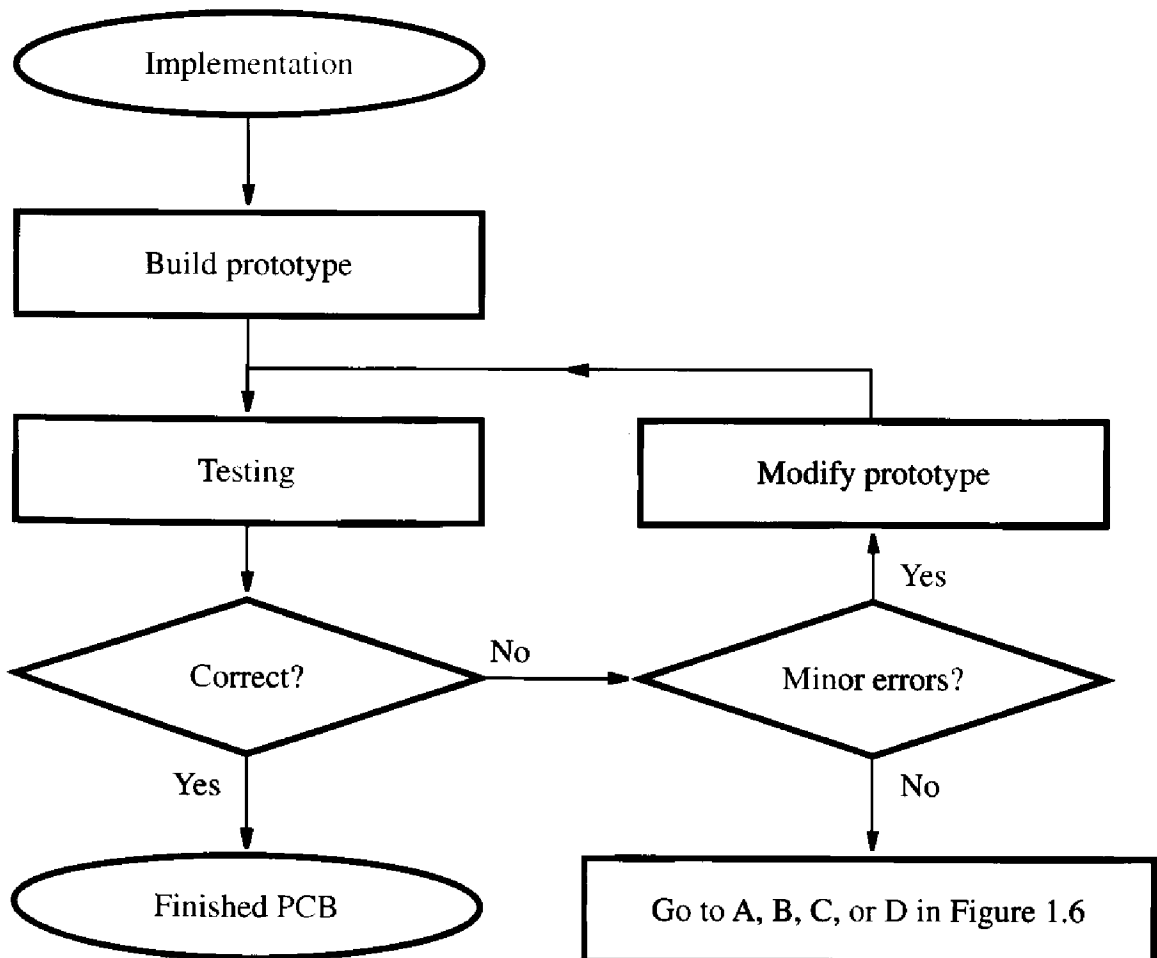 Implementation
Build prototype
Testing
Modify prototype
Yes
Correct?
No
Minor errors?
Yes
No
Finished PCB
Go to A, B, C, or D in Figure 1.6